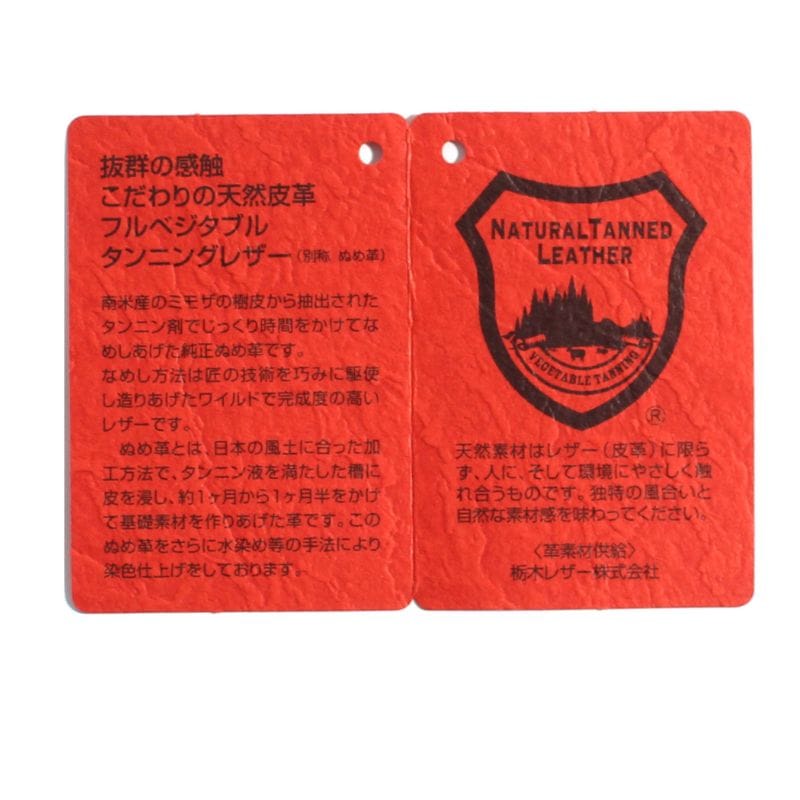 抜群の感触
こだわりの天然皮革
フルベジタブル
タンニングレザー（別称 ぬめ革）
南米産のミモザの樹皮から抽出された
タンニン剤でじっくり時間をかけてな
めしあげた純正ぬめ革です。
なめし方法は匠の技術を巧みに駆使
し造りあげたワイルドで完成度の高い
レザーです。
ぬめ革とは、日本の風土に合った加
工方法で、タンニン液を満たした槽に
皮を浸し、約1ヶ月から1ヶ月半をかけ
て基礎素材を作りあげた革です。この
ぬめ革をさらに水染め等の手法により
染色仕上げをしております。
NATURALTANNED
LEATHER
VEGETABLE TANNING
®
天然素材はレザー（皮革）に限ら
ず、人に、そして環境にやさしく触
れ合うものです。独特の風合いと
自然な素材感を味わってください。
〈革素材供給〉
栃木レザー株式会社